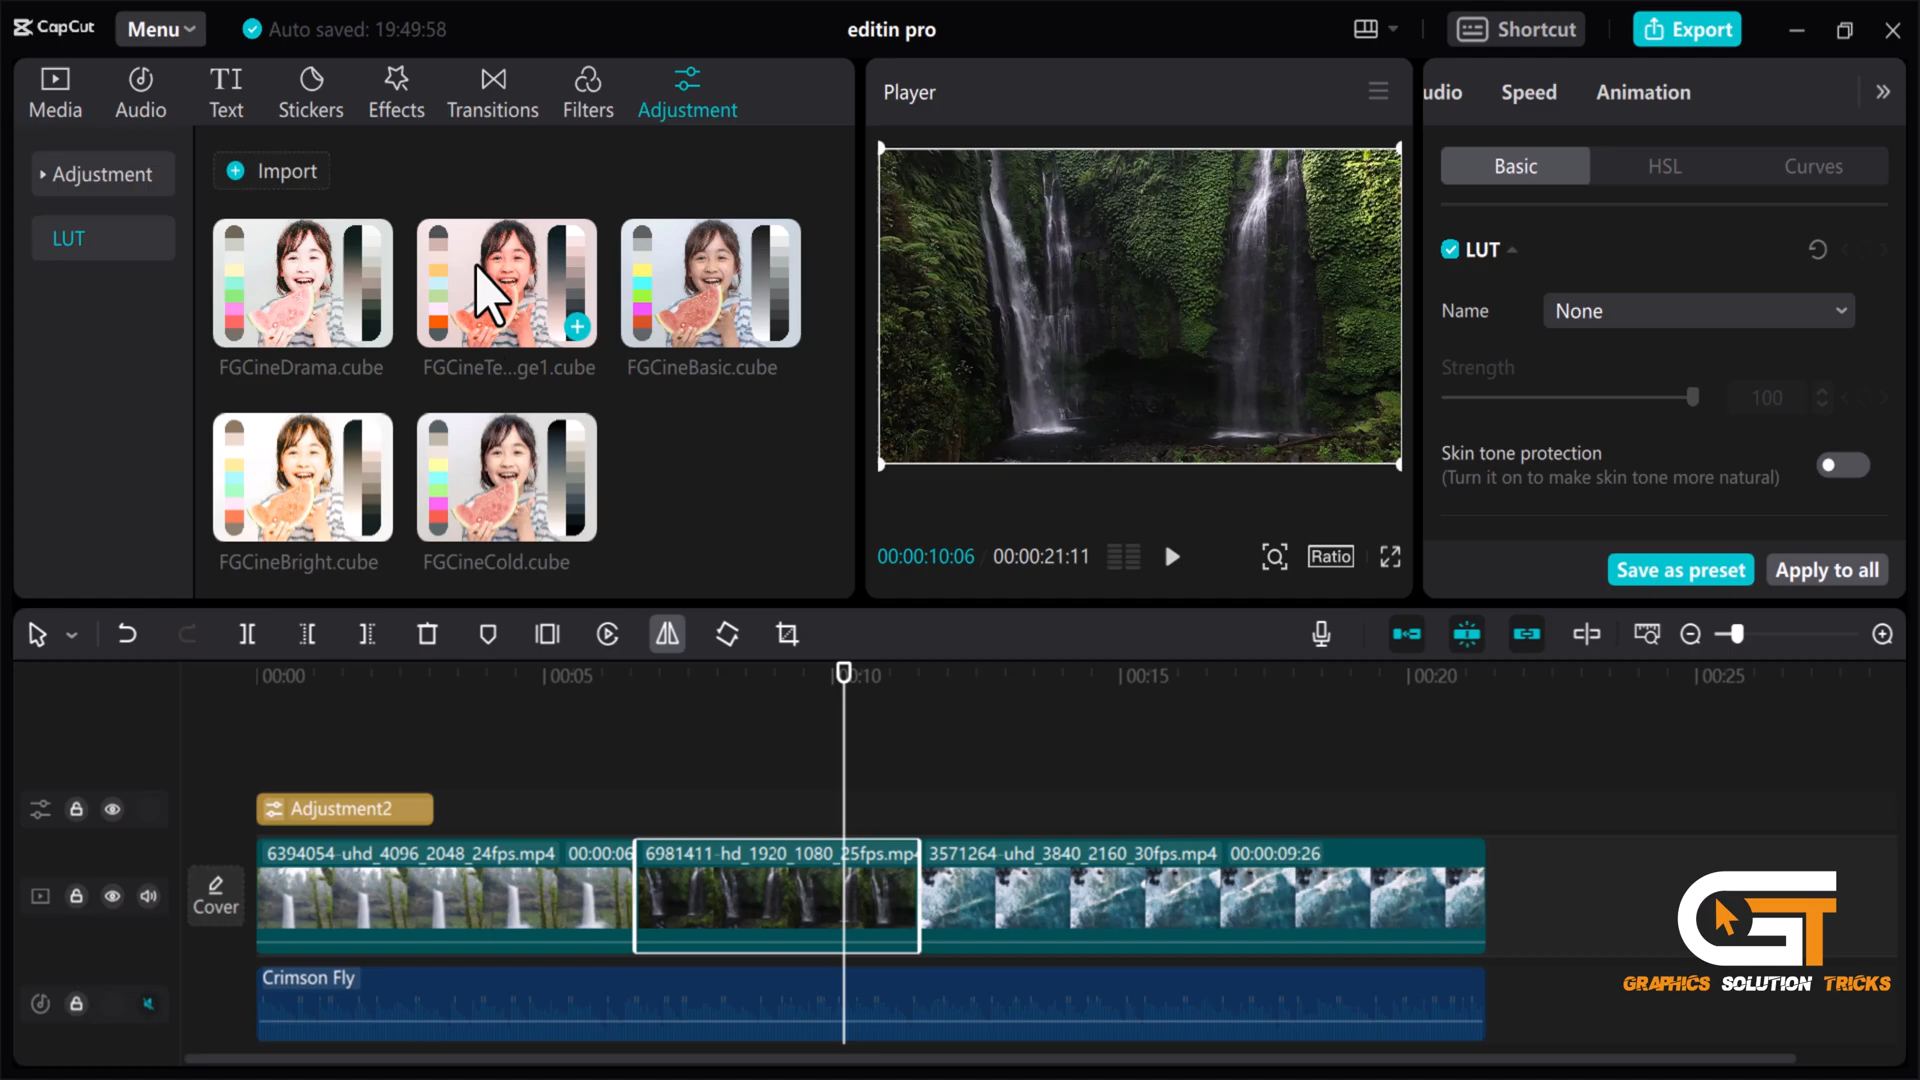 CapCut
Menu
Auto saved: 19:49:58
editin pro
Shortcut
Export
Media
Audio
TI
Text
Stickers
Effects
Transitions
Filters
Adjustment
Player
udio
Speed
Animation
Adjustment
LUT
Import
FGCineDrama.cube
FGCineTe...ge1.cube
FGCineBasic.cube
FGCineBright.cube
FGCineCold.cube
Basic
HSL
Curves
LUT
Name
None
Strength
100
Skin tone protection
(Turn it on to make skin tone more natural)
00:00:10:06 / 00:00:21:11
Ratio
Save as preset
Apply to all
00:00
00:05
00:10
00:15
00:20
00:25
Adjustment2
6394054-uhd_4096_2048_24fps.mp4 00:00:06
6981411-hd_1920_1080_25fps.mp4
3571264-uhd_3840_2160_30fps.mp4 00:00:09:26
Cover
Crimson Fly
GT
GRAPHICS SOLUTION TRICKS